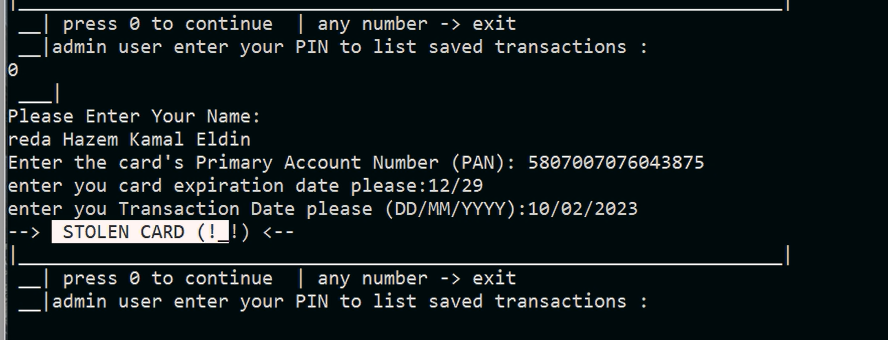 |______________________________________________________________________|
 __| press 0 to continue  | any number -> exit
 __|admin user enter your PIN to list saved transactions :
0
 ___|
Please Enter Your Name:
reda Hazem Kamal Eldin
Enter the card's Primary Account Number (PAN): 5807007076043875
enter you card expiration date please:12/29
enter you Transaction Date please (DD/MM/YYYY):10/02/2023
-->  STOLEN CARD (!_!) <--
|______________________________________________________________________|
 __| press 0 to continue  | any number -> exit
 __|admin user enter your PIN to list saved transactions :